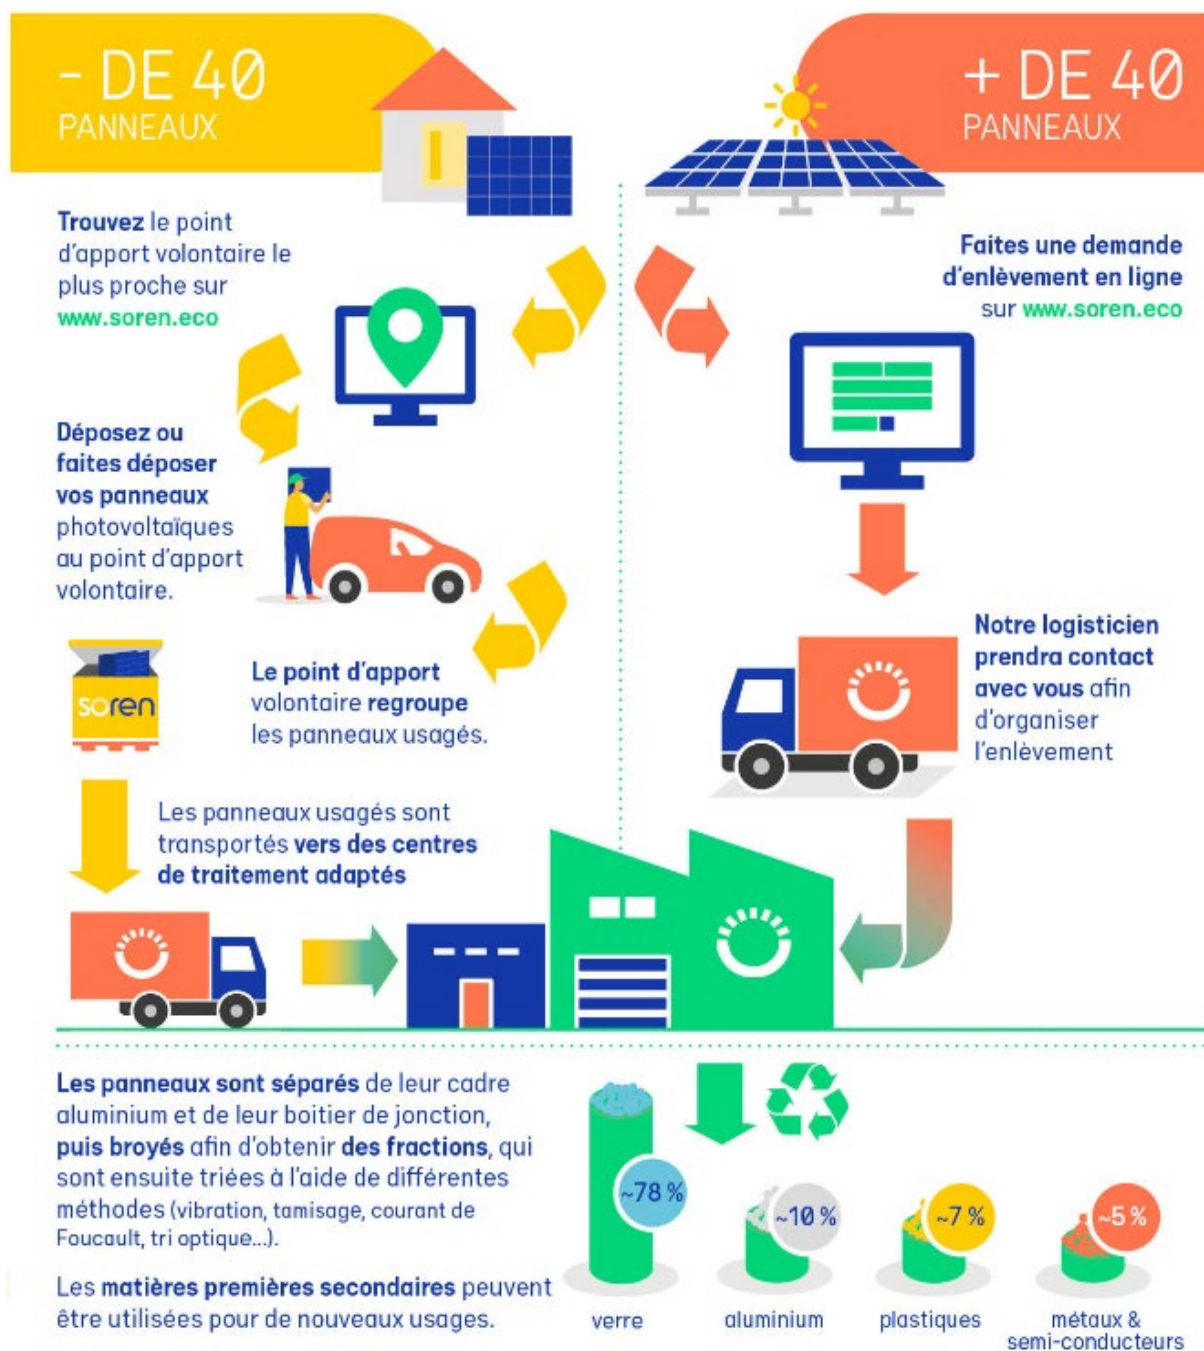 - DE 40
PANNEAUX
+ DE 40
PANNEAUX
Trouvez le point
d'apport volontaire le
plus proche sur
www.soren.eco
Déposez ou
faites déposer
vos panneaux
photovoltaïques
au point d'apport
volontaire.
soren
Le point d'apport
volontaire regroupe
les panneaux usagés.
Les panneaux usagés sont
transportés vers des centres
de traitement adaptés
Faites une demande
d'enlèvement en ligne
sur www.soren.eco
Notre logisticien
prendra contact
avec vous afin
d'organiser
l'enlèvement
Les panneaux sont séparés de leur cadre
aluminium et de leur boitier de jonction,
puis broyés afin d'obtenir des fractions, qui
sont ensuite triées à l'aide de différentes
méthodes (vibration, tamisage, courant de
Foucault, tri optique...).
Les matières premières secondaires peuvent
être utilisées pour de nouveaux usages.
~78 %
verre
~10 %
aluminium
~7 %
plastiques
~5 %
métaux &
semi-conducteurs